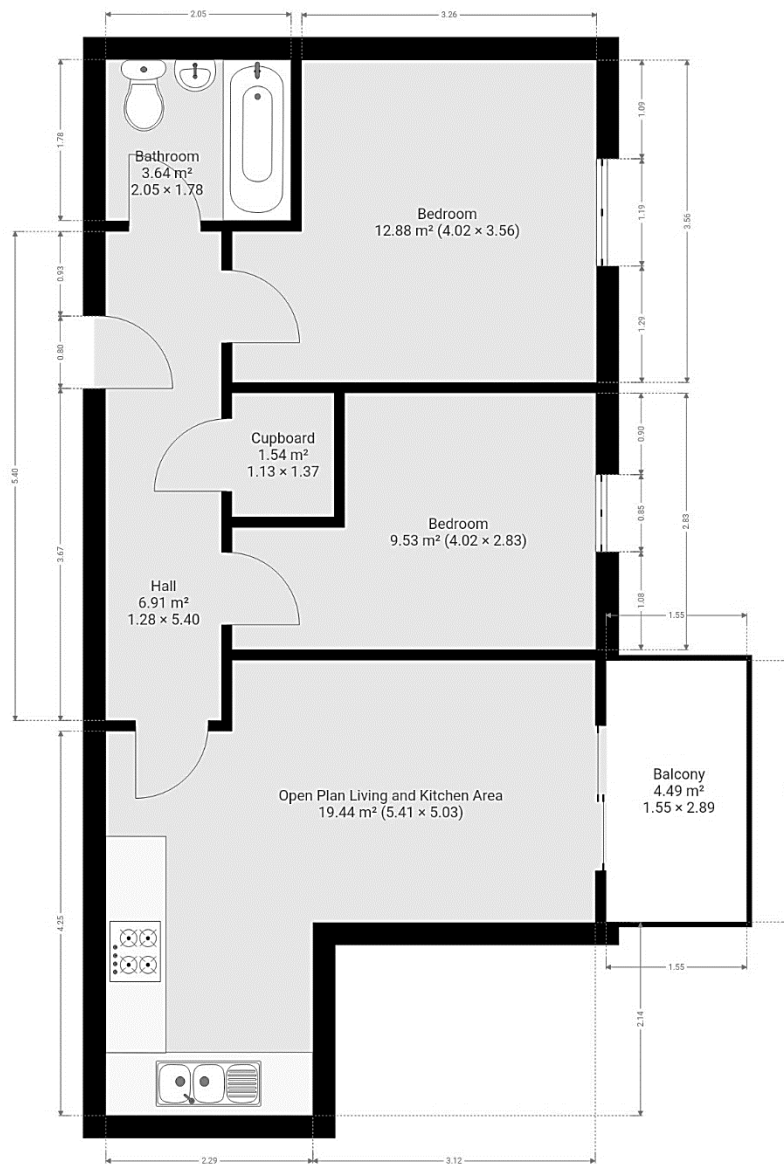 2.05
3.26
1.78
Bathroom
3.64 m²
2.05 × 1.78
Bedroom
12.88 m² (4.02 × 3.56)
1.09
1.19
3.56
1.29
0.93
0.80
5.40
3.67
Cupboard
1.54 m²
1.13 × 1.37
Bedroom
9.53 m² (4.02 × 2.83)
0.90
0.85
2.83
1.08
Hall
6.91 m²
1.28 × 5.40
1.55
Open Plan Living and Kitchen Area
19.44 m² (5.41 × 5.03)
Balcony
4.49 m²
1.55 × 2.89
4.25
1.55
2.14
2.29
3.12